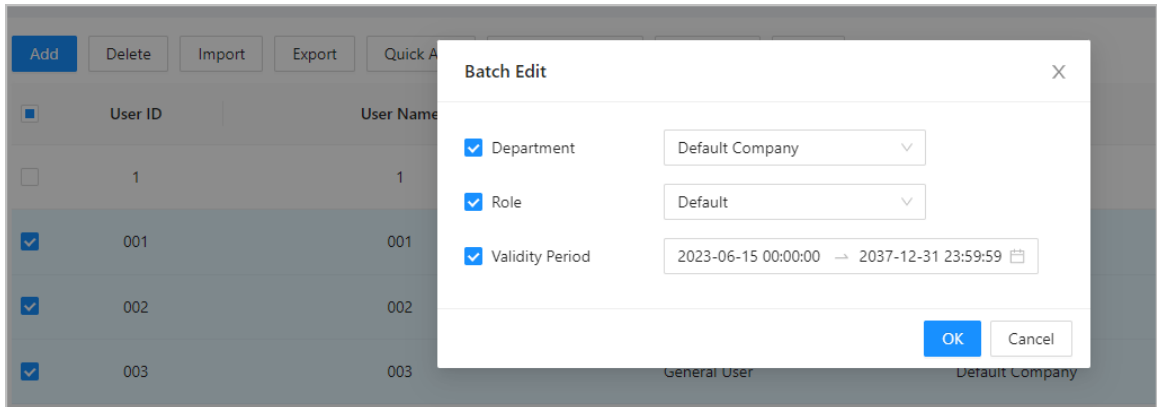 Add Delete Import Export Quick A
Batch Edit
User ID User Name
Department Default Company
1 1
Role Default
001 001
Validity Period 2023-06-15 00:00:00 → 2037-12-31 23:59:59
002 002
OK Cancel
003 003 General User Default Company